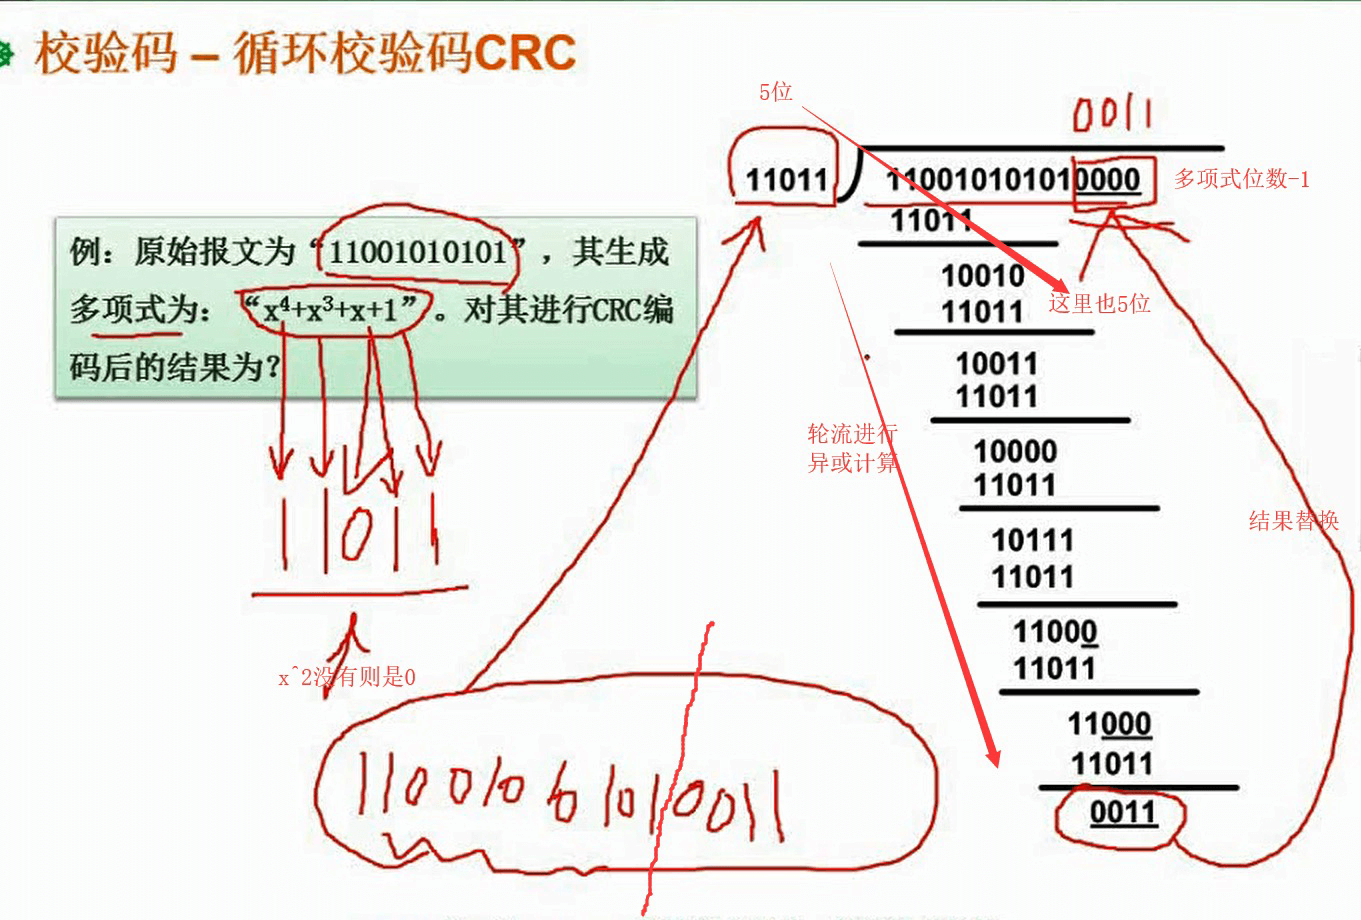 校验码 – 循环校验码CRC
例：原始报文为“11001010101”，其生成
多项式为：“x⁴+x³+x+1”。对其进行CRC编
码后的结果为？
11011
x^2没有则是0
5位
0011
11011
110010101010000
多项式位数-1
11011
10010
11011
这里也5位
10011
11011
轮流进行
异或计算
10000
11011
结果替换
10111
11011
11000
11011
11000
11011
0011